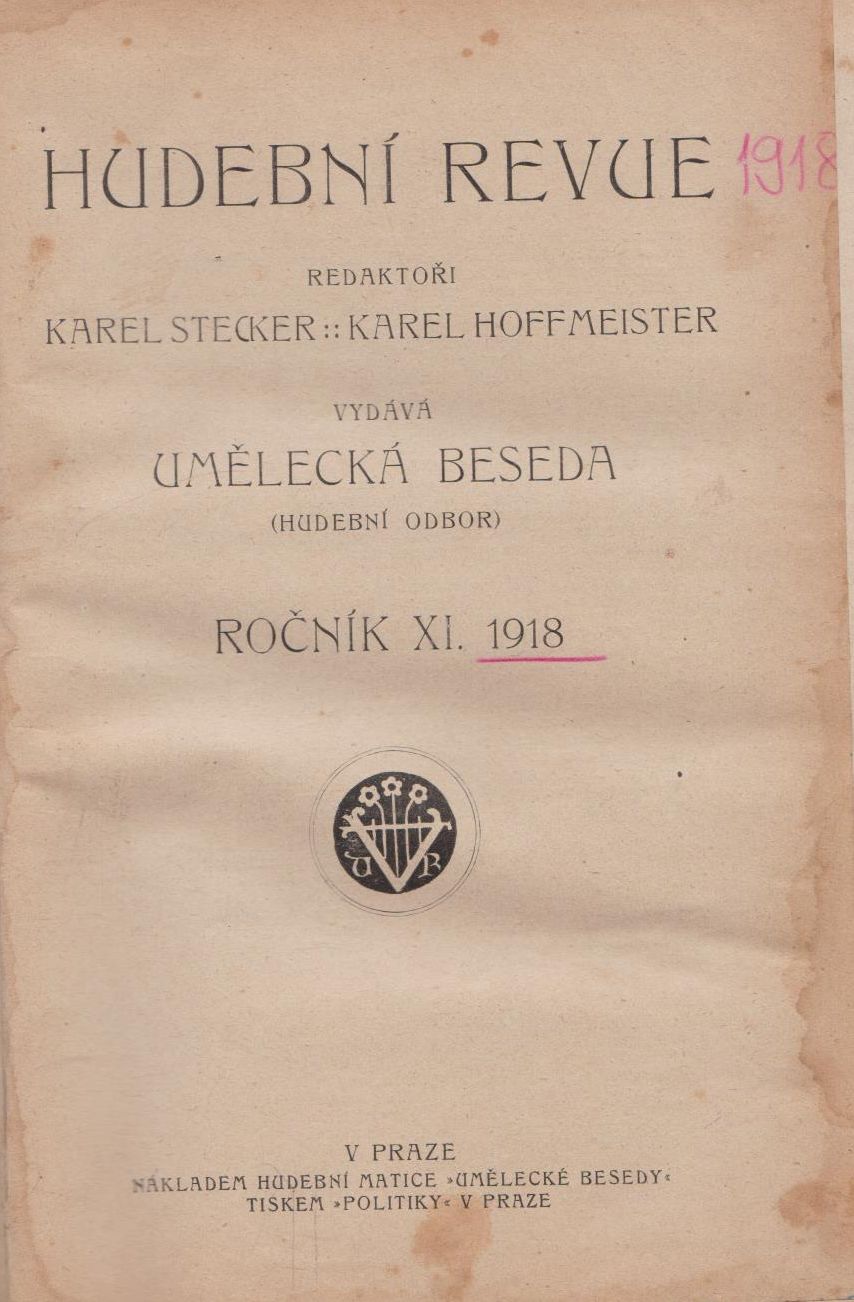 HUDEBNÍ REVUE 1918
REDAKTOŘI
KAREL STECKER :: KAREL HOFFMEISTER
VYDÁVÁ
UMĚLECKÁ BESEDA
(HUDEBNÍ ODBOR)
ROČNÍK XI. 1918
U B
V PRAZE
NÁKLADEM HUDEBNÍ MATICE »UMĚLECKÉ BESEDY«
TISKEM »POLITIKY« V PRAZE